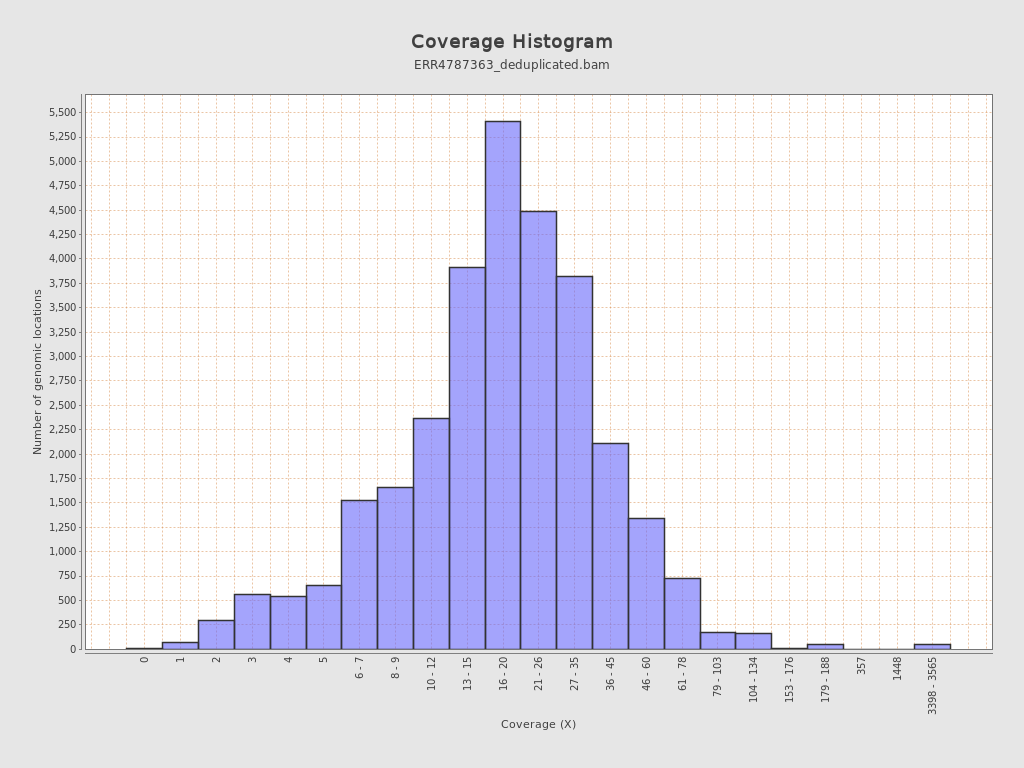 Coverage Histogram
ERR4787363_deduplicated.bam
Number of genomic locations
5,500
5,250
5,000
4,750
4,500
4,250
4,000
3,750
3,500
3,250
3,000
2,750
2,500
2,250
2,000
1,750
1,500
1,250
1,000
750
500
250
0
0
1
2
3
4
5
6 - 7
8 - 9
10 - 12
13 - 15
16 - 20
21 - 26
27 - 35
36 - 45
46 - 60
61 - 78
79 - 103
104 - 134
153 - 176
179 - 188
357
1448
3398 - 3565
Coverage (X)